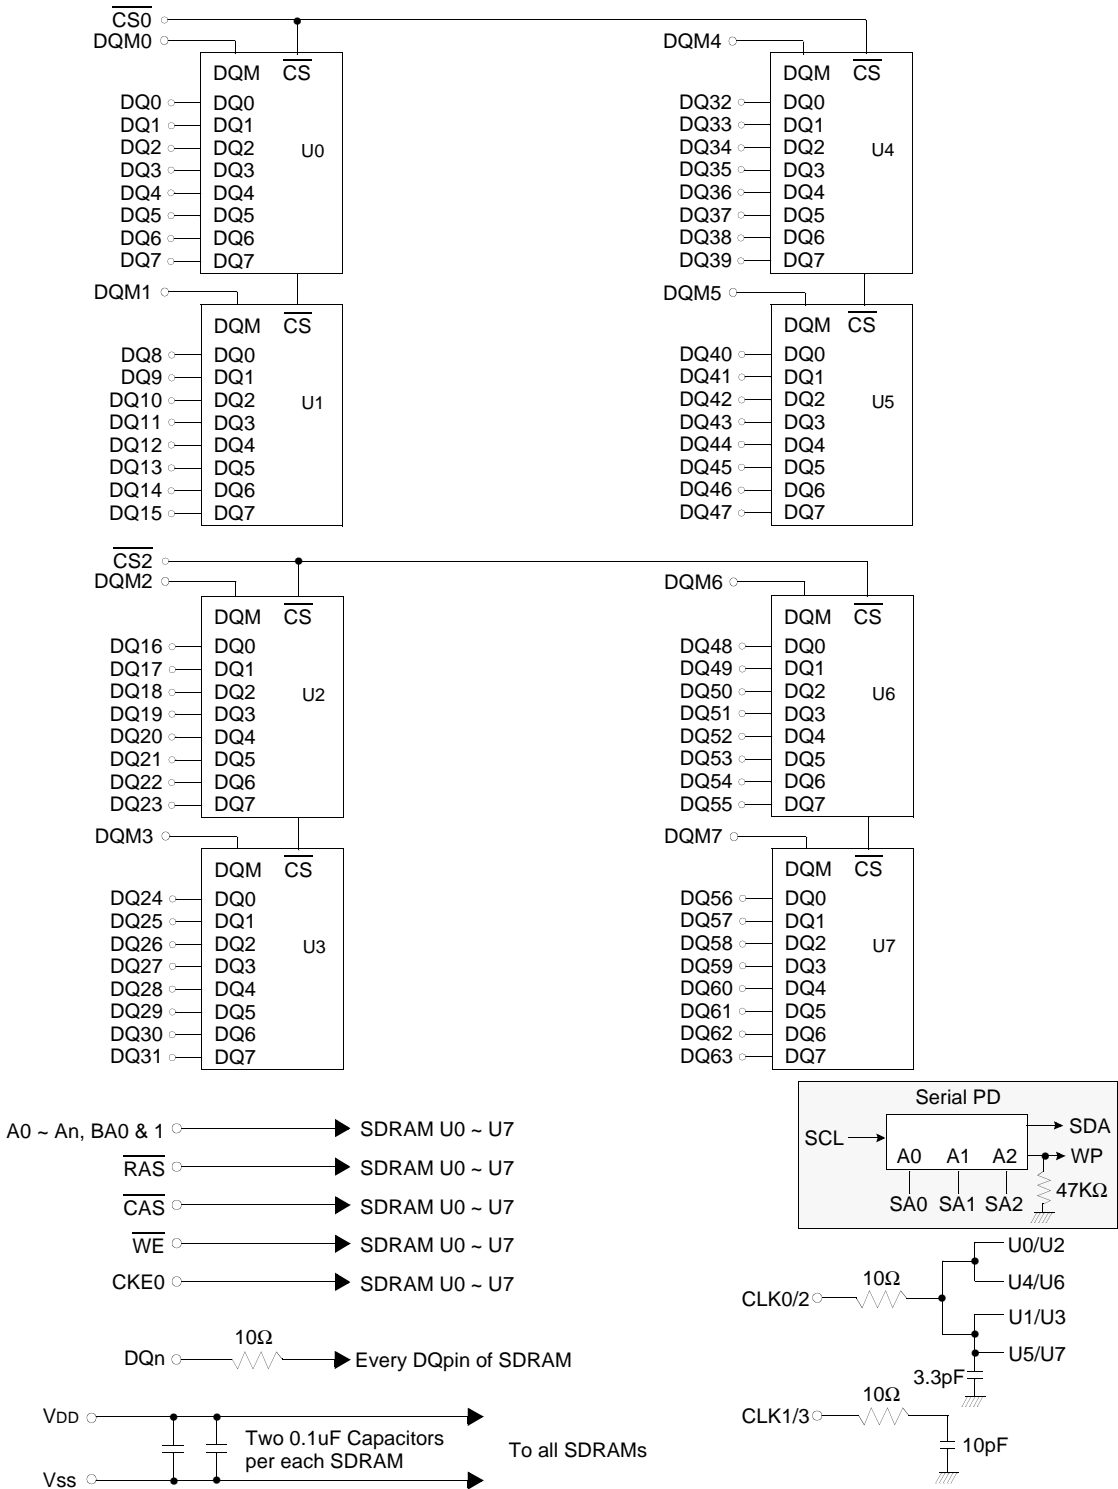 CS0
DQM0
DQM CS
DQ0 DQ0
DQ1 DQ1
DQ2 DQ2
U0
DQ3 DQ3
DQ4 DQ4
DQ5 DQ5
DQ6 DQ6
DQ7 DQ7
DQM4
DQM CS
DQ32 DQ0
DQ33 DQ1
DQ34 DQ2
U4
DQ35 DQ3
DQ36 DQ4
DQ37 DQ5
DQ38 DQ6
DQ39 DQ7
DQM1
DQM CS
DQ8 DQ0
DQ9 DQ1
DQ10 DQ2
U1
DQ11 DQ3
DQ12 DQ4
DQ13 DQ5
DQ14 DQ6
DQ15 DQ7
DQM5
DQM CS
DQ40 DQ0
DQ41 DQ1
DQ42 DQ2
U5
DQ43 DQ3
DQ44 DQ4
DQ45 DQ5
DQ46 DQ6
DQ47 DQ7
CS2
DQM2
DQM CS
DQ16 DQ0
DQ17 DQ1
DQ18 DQ2
U2
DQ19 DQ3
DQ20 DQ4
DQ21 DQ5
DQ22 DQ6
DQ23 DQ7
DQM6
DQM CS
DQ48 DQ0
DQ49 DQ1
DQ50 DQ2
U6
DQ51 DQ3
DQ52 DQ4
DQ53 DQ5
DQ54 DQ6
DQ55 DQ7
DQM3
DQM CS
DQ24 DQ0
DQ25 DQ1
DQ26 DQ2
U3
DQ27 DQ3
DQ28 DQ4
DQ29 DQ5
DQ30 DQ6
DQ31 DQ7
DQM7
DQM CS
DQ56 DQ0
DQ57 DQ1
DQ58 DQ2
U7
DQ59 DQ3
DQ60 DQ4
DQ61 DQ5
DQ62 DQ6
DQ63 DQ7
A0 ~ An, BA0 & 1 SDRAM U0 ~ U7
RAS SDRAM U0 ~ U7
CAS SDRAM U0 ~ U7
WE SDRAM U0 ~ U7
CKE0 SDRAM U0 ~ U7
10Ω
DQn Every DQpin of SDRAM
VDD
Two 0.1uF Capacitors
per each SDRAM
To all SDRAMs
Vss
Serial PD
SCL SDA
A0 A1 A2 WP
SA0 SA1 SA2 47KΩ
U0/U2
10Ω
U4/U6
CLK0/2
U1/U3
U5/U7
3.3pF
10Ω
CLK1/3
10pF